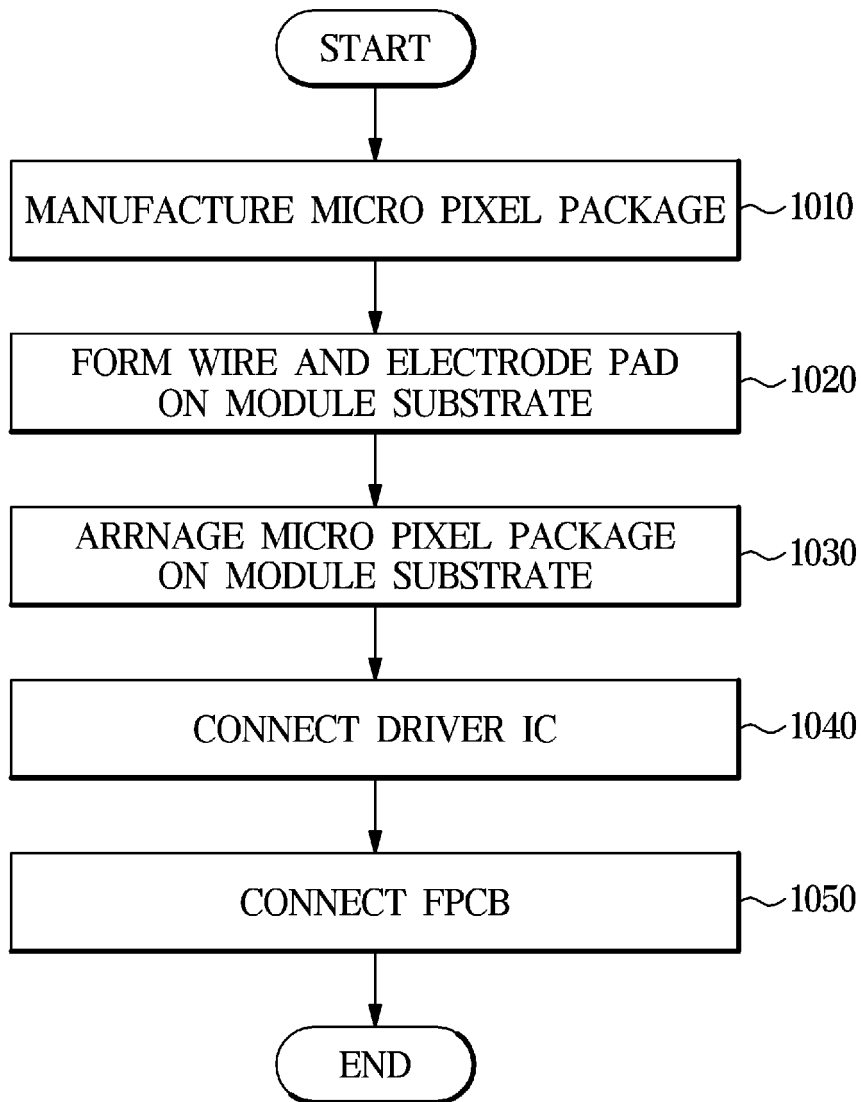 START
MANUFACTURE MICRO PIXEL PACKAGE
1010
FORM WIRE AND ELECTRODE PAD
ON MODULE SUBSTRATE
1020
ARRNAGE MICRO PIXEL PACKAGE
ON MODULE SUBSTRATE
1030
CONNECT DRIVER IC
1040
CONNECT FPCB
1050
END